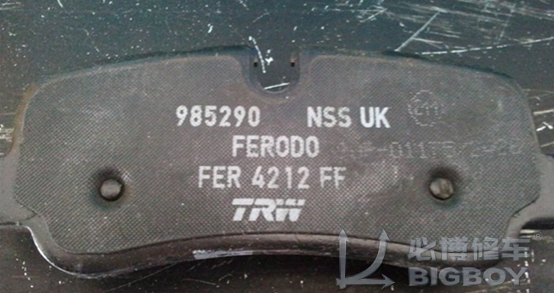 985290 NSS UK
FERODO
FER 4212 FF
TRW
必博修车
BIGBOY